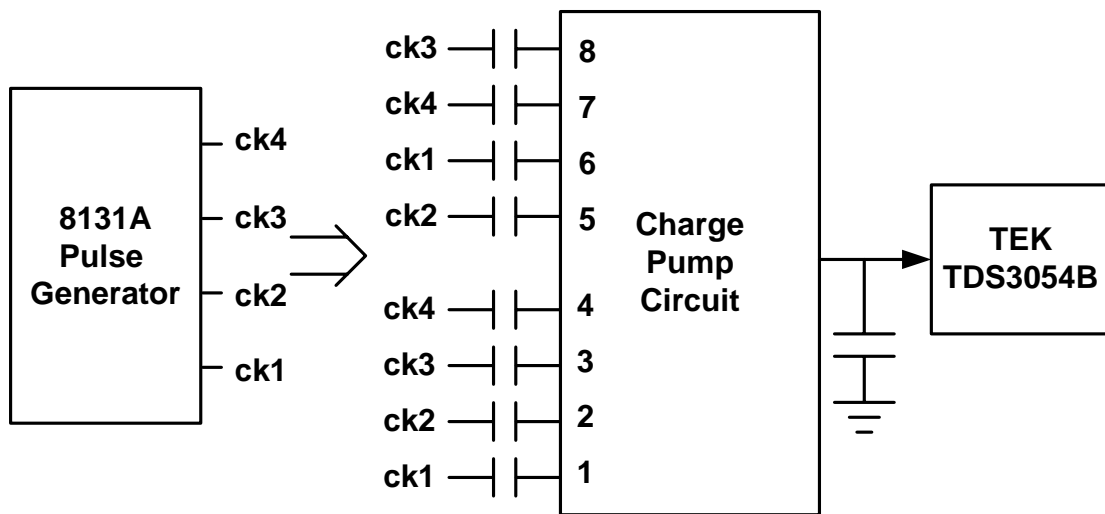 8131A
Pulse
Generator
ck4
ck3
ck2
ck1
ck3
8
ck4
7
ck1
6
ck2
5
ck4
4
ck3
3
ck2
2
ck1
1
Charge
Pump
Circuit
TEK
TDS3054B